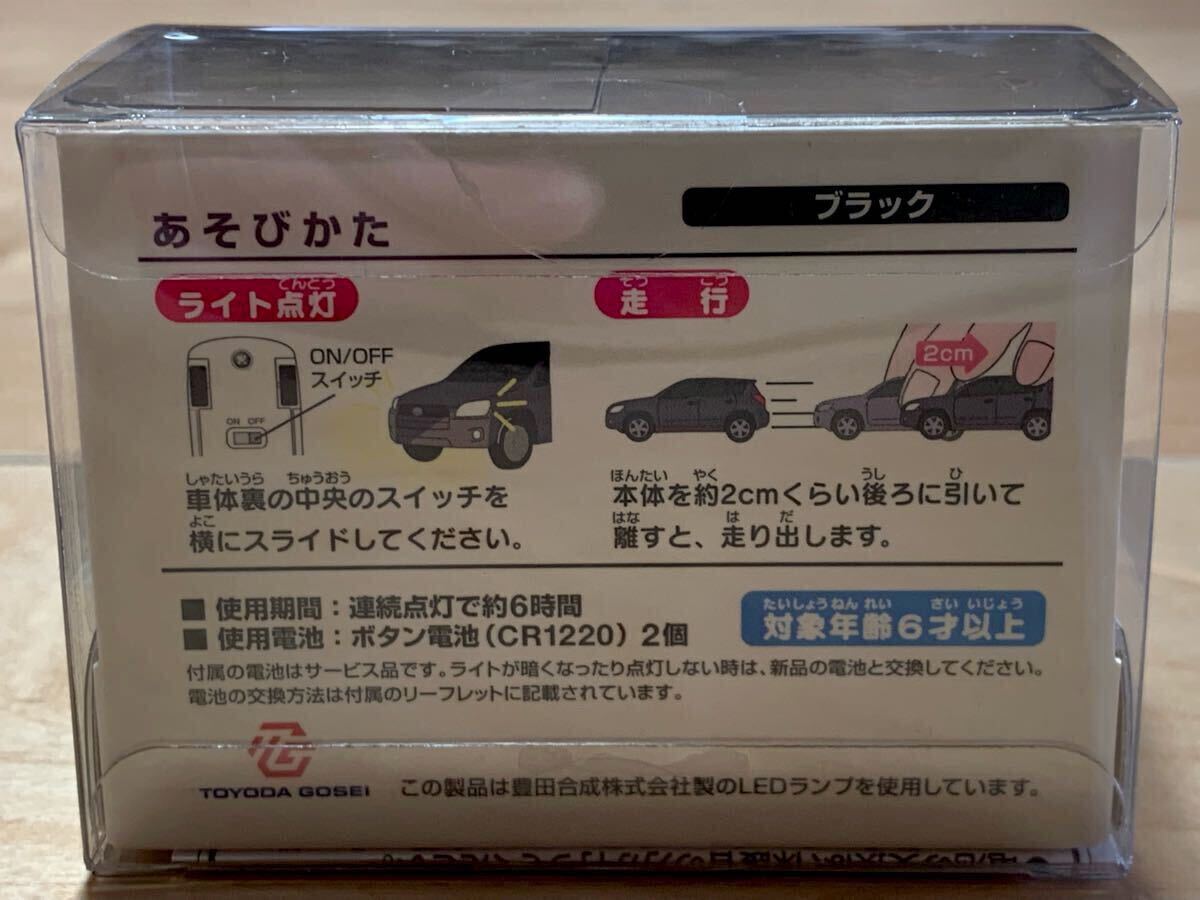 ブラック
あそびかた
てんとう
ライト点灯
そう こう
走 行
ON/OFF
スイッチ
ON OFF
2cm
しゃたいうら ちゅうおう
車体裏の中央のスイッチを
よこ
横にスライドしてください。
ほんたい やく うし ひ
本体を約2cmくらい後ろに引いて
はな は だ
離すと、走り出します。
■ 使用期間：連続点灯で約6時間
■ 使用電池：ボタン電池（CR1220）2個
たいしょうねんれい さい いじょう
対象年齢6才以上
付属の電池はサービス品です。ライトが暗くなったり点灯しない時は、新品の電池と交換してください。
電池の交換方法は付属のリーフレットに記載されています。
TOYODA GOSEI
この製品は豊田合成株式会社製のLEDランプを使用しています。